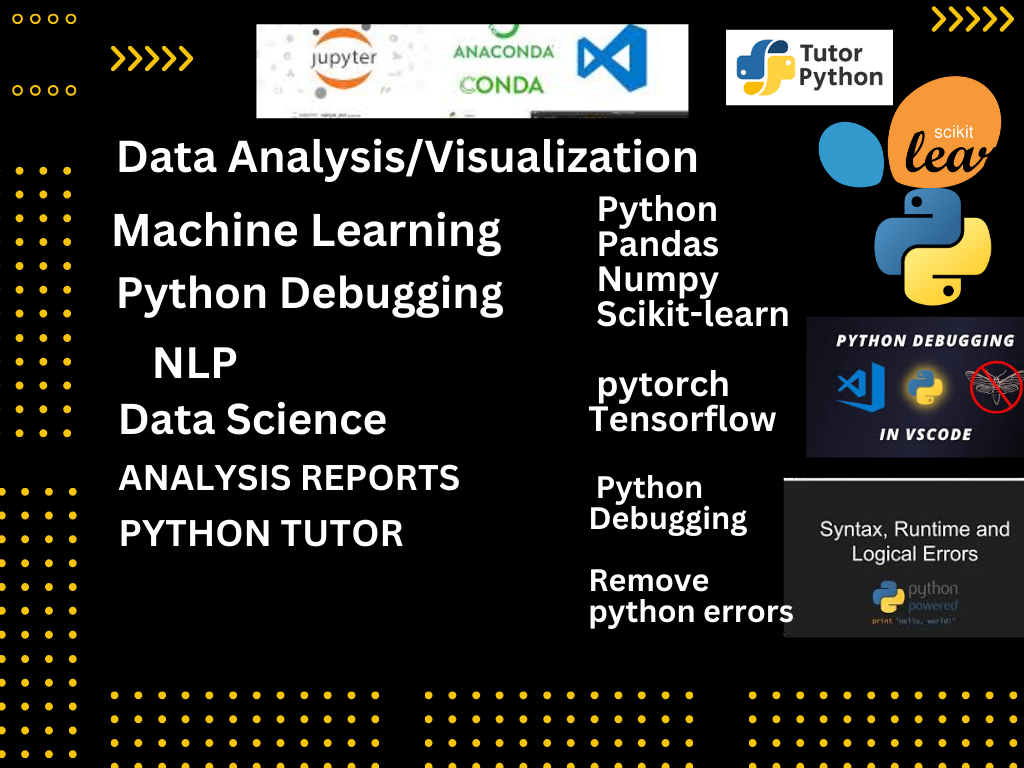 jupyter
ANACONDA
CONDA
Tutor
Python
scikit
lear
Data Analysis/Visualization
Machine Learning
Python Debugging
NLP
Data Science
ANALYSIS REPORTS
PYTHON TUTOR
Python
Pandas
Numpy
Scikit-learn
pytorch
Tensorflow
Python
Debugging
Remove
python errors
PYTHON DEBUGGING
IN VSCODE
Syntax, Runtime and
Logical Errors
python
powered
print "hello, world!"